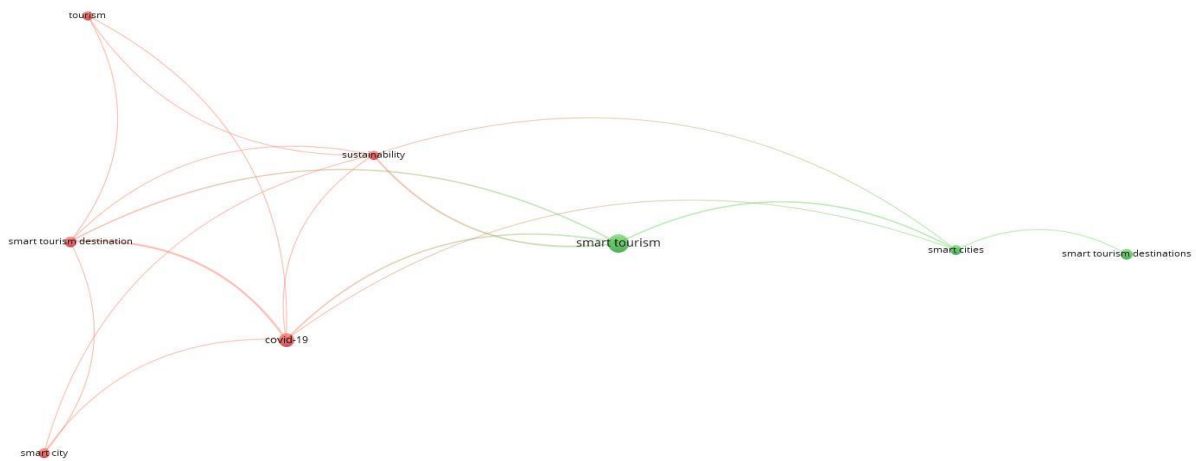 tourism
sustainability
smart tourism destination
smart tourism
smart cities
smart tourism destinations
covid-19
smart city